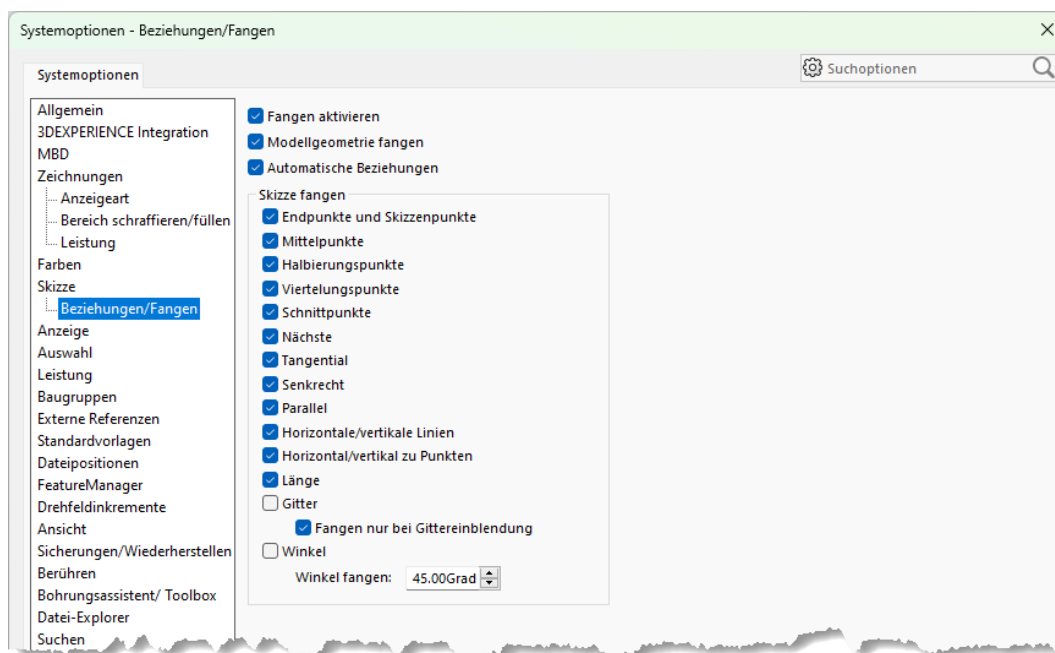 Systemoptionen - Beziehungen/Fangen
Systemoptionen
Suchoptionen
Allgemein
3DEXPERIENCE Integration
MBD
Zeichnungen
Anzeigeart
Bereich schraffieren/füllen
Leistung
Farben
Skizze
Beziehungen/Fangen
Anzeige
Auswahl
Leistung
Baugruppen
Externe Referenzen
Standardvorlagen
Dateipositionen
FeatureManager
Drehfeldinkremente
Ansicht
Sicherungen/Wiederherstellen
Berühren
Bohrungsassistent/ Toolbox
Datei-Explorer
Suchen
Fangen aktivieren
Modellgeometrie fangen
Automatische Beziehungen
Skizze fangen
Endpunkte und Skizzenpunkte
Mittelpunkte
Halbierungspunkte
Viertelungspunkte
Schnittpunkte
Nächste
Tangential
Senkrecht
Parallel
Horizontale/vertikale Linien
Horizontal/vertikal zu Punkten
Länge
Gitter
Fangen nur bei Gittereinblendung
Winkel
Winkel fangen: 45.00Grad